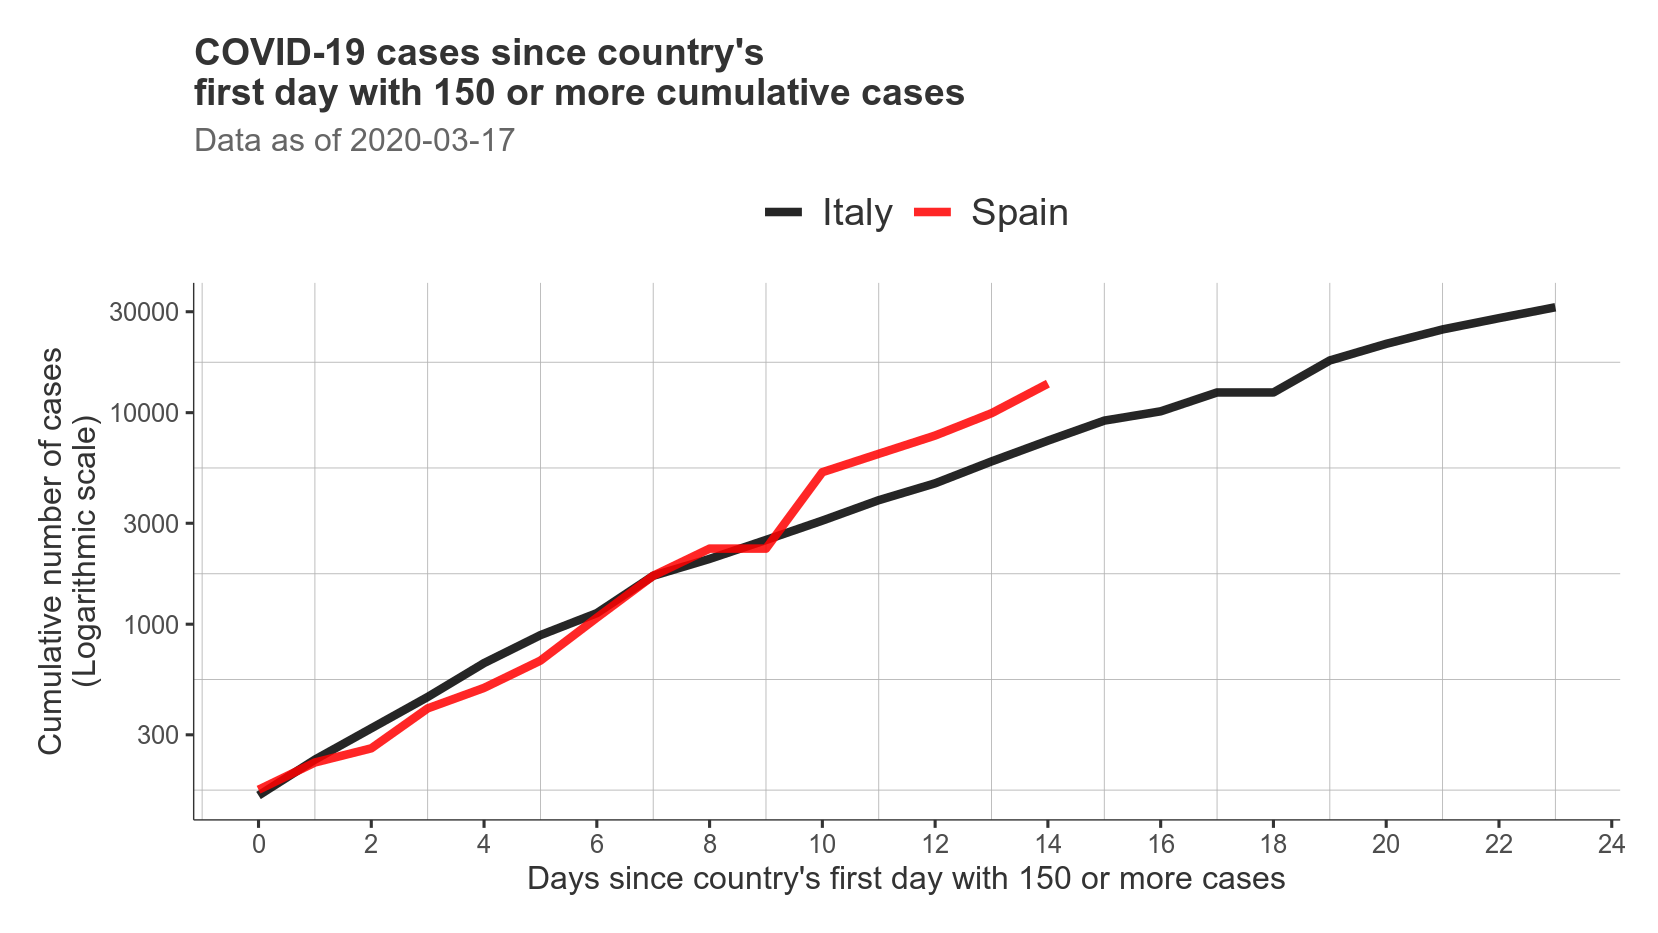 COVID-19 cases since country's
first day with 150 or more cumulative cases
Data as of 2020-03-17
Italy Spain
Cumulative number of cases
(Logarithmic scale)
30000
10000
3000
1000
300
0 2 4 6 8 10 12 14 16 18 20 22 24
Days since country's first day with 150 or more cases